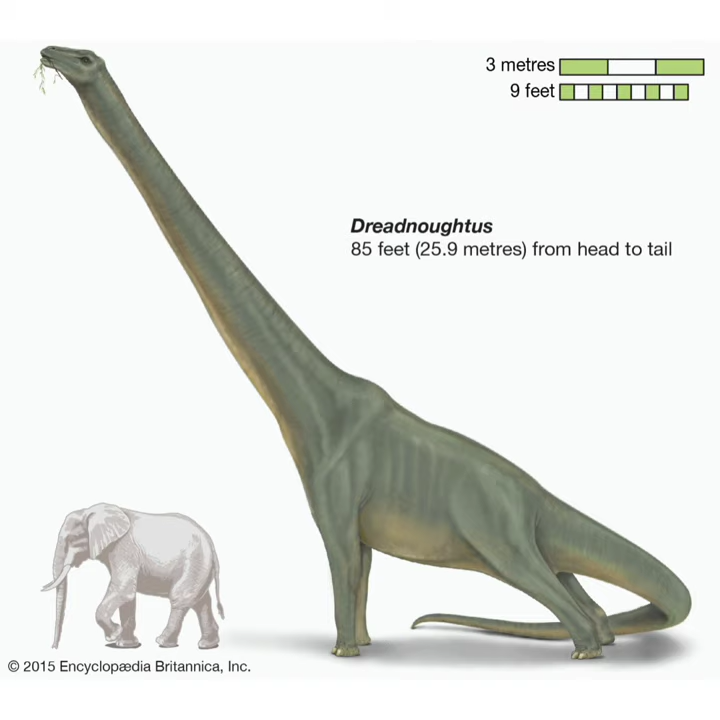 3 metres
9 feet
Dreadnoughtus
85 feet (25.9 metres) from head to tail
© 2015 Encyclopædia Britannica, Inc.